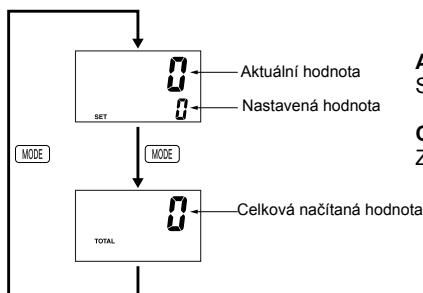 0
Aktuální hodnota
0
Nastavená hodnota
SET
MODE
MODE
0
Celková načítaná hodnota
TOTAL
A
S
Z